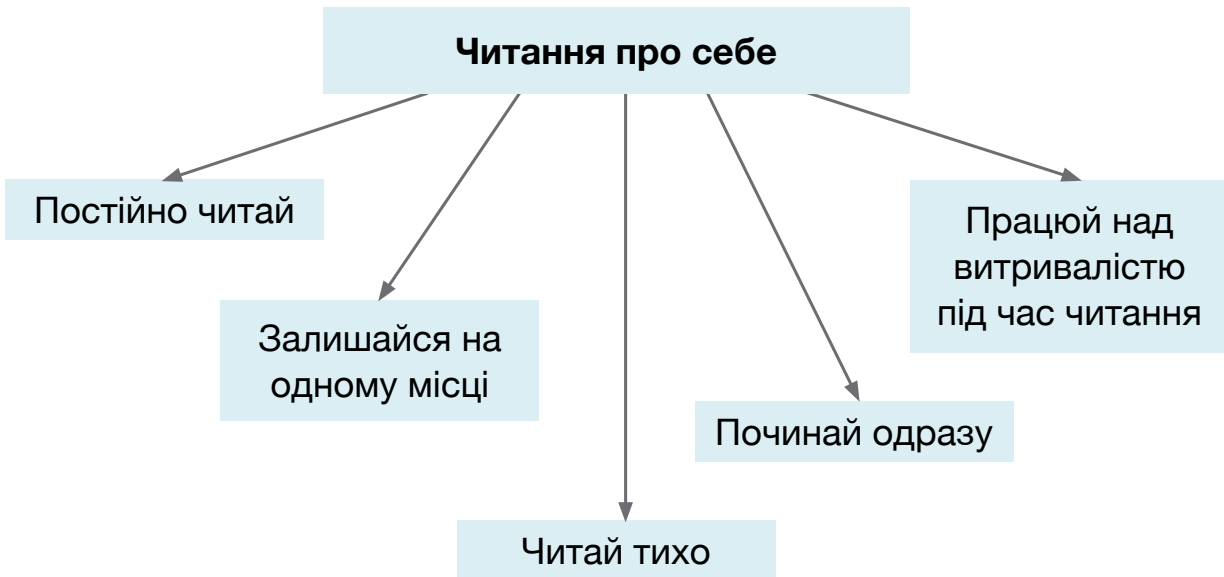 Читання про себе
Постійно читай
Залишайся на
одному місці
Читай тихо
Починай одразу
Працюй над
витривалістю
під час читання